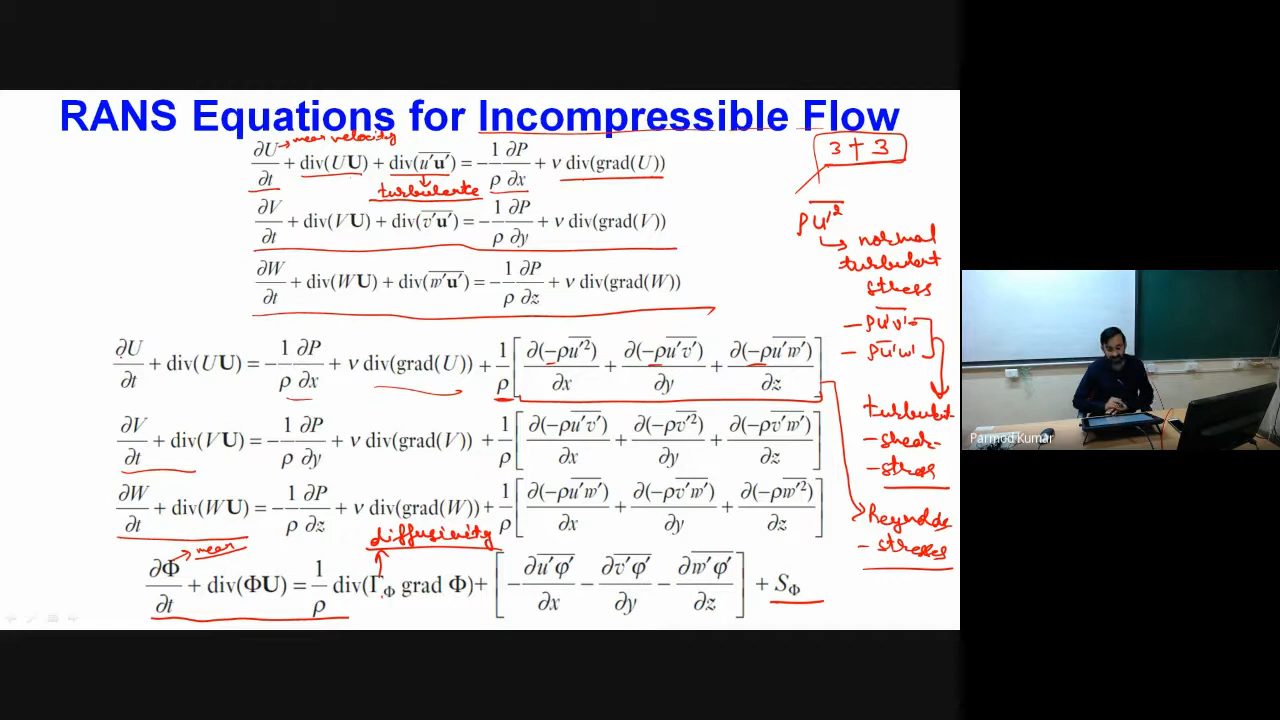 RANS Equations for Incompressible Flow
→ mean velocity
3 + 3
∂U/∂t + div(U𝐔) + div(u′𝐮′‾) = −1/ρ ∂P/∂x + ν div(grad(U))
turbulence
∂V/∂t + div(V𝐔) + div(v′𝐮′‾) = −1/ρ ∂P/∂y + ν div(grad(V))
ρu′²‾
→ normal
turbulent
stress
∂W/∂t + div(W𝐔) + div(w′𝐮′‾) = −1/ρ ∂P/∂z + ν div(grad(W))
− ρu′v′‾
− ρu′w′‾
∂U/∂t + div(U𝐔) = −1/ρ ∂P/∂x + ν div(grad(U)) + 1/ρ [∂(−ρu′²‾)/∂x + ∂(−ρu′v′‾)/∂y + ∂(−ρu′w′‾)/∂z]
turbulent
− shear
− stress
∂V/∂t + div(V𝐔) = −1/ρ ∂P/∂y + ν div(grad(V)) + 1/ρ [∂(−ρu′v′‾)/∂x + ∂(−ρv′²‾)/∂y + ∂(−ρv′w′‾)/∂z]
∂W/∂t + div(W𝐔) = −1/ρ ∂P/∂z + ν div(grad(W)) + 1/ρ [∂(−ρu′w′‾)/∂x + ∂(−ρv′w′‾)/∂y + ∂(−ρw′²‾)/∂z]
Reynolds
− stresses
→ mean
diffusivity
∂Φ/∂t + div(Φ𝐔) = 1/ρ div(Γ_Φ grad Φ) + [−∂u′φ′‾/∂x − ∂v′φ′‾/∂y − ∂w′φ′‾/∂z] + S_Φ
Parmod Kumar